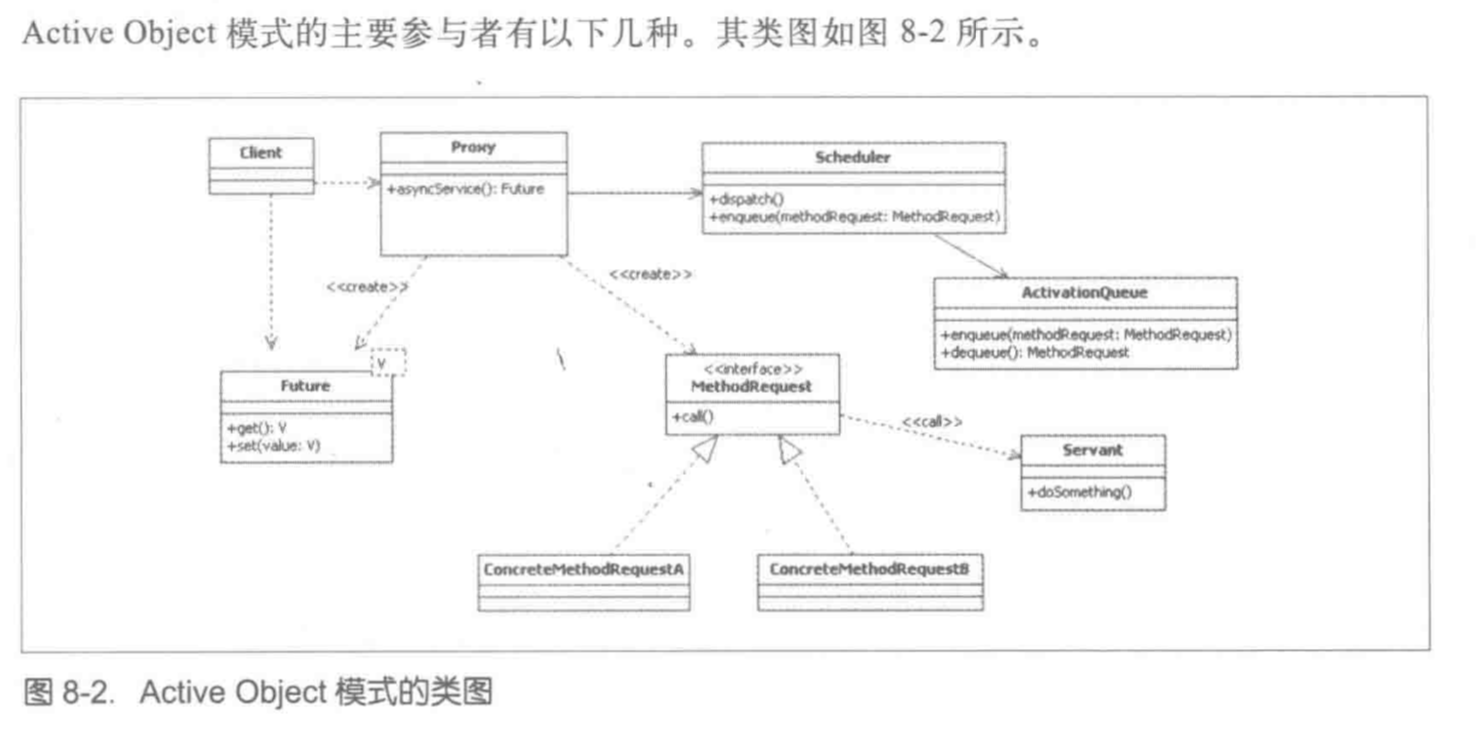 Active Object 模式的主要参与者有以下几种。其类图如图 8-2 所示。
Client
Proxy
+asyncService(): Future
Scheduler
+dispatch()
+enqueue(methodRequest: MethodRequest)
<<create>>
<<create>>
ActivationQueue
+enqueue(methodRequest: MethodRequest)
+dequeue(): MethodRequest
V
Future
+get(): V
+set(value: V)
<<interface>>
MethodRequest
+call()
<<call>>
Servant
+doSomething()
ConcreteMethodRequestA
ConcreteMethodRequestB
图 8-2. Active Object 模式的类图